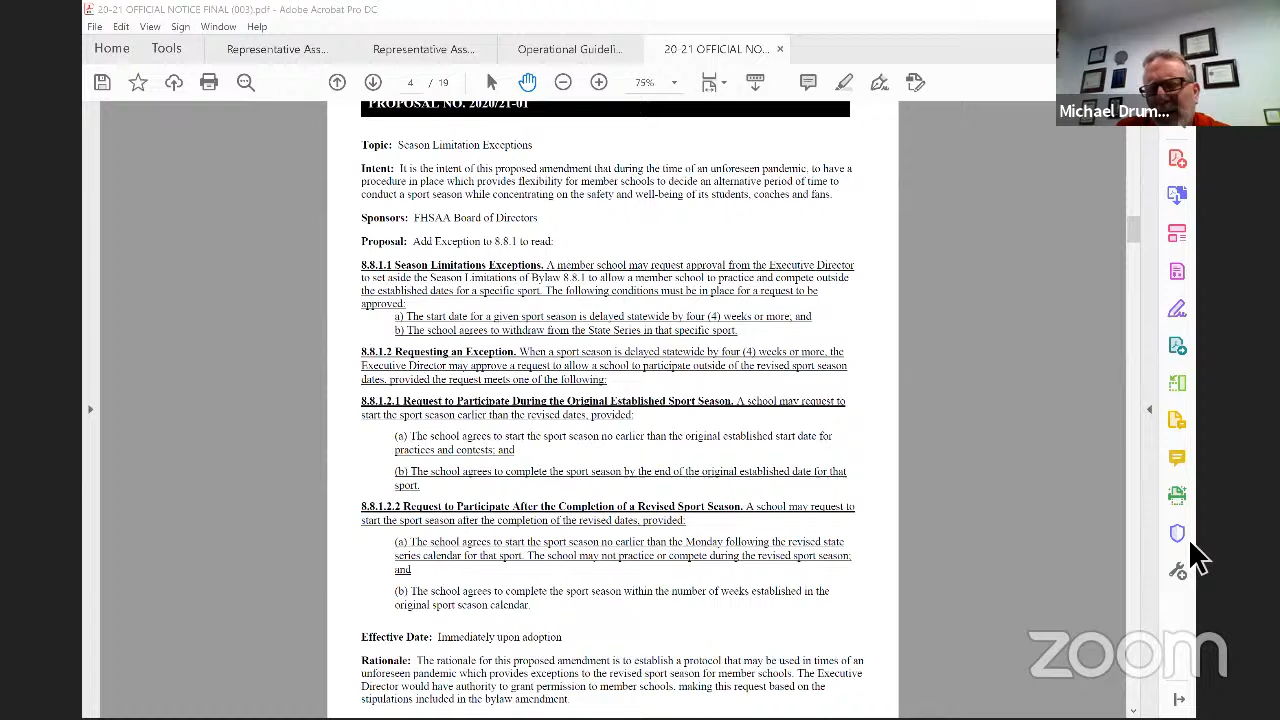 20-21 OFFICIAL NOTICE FINAL (003).pdf - Adobe Acrobat Pro DC
File Edit View Sign Window Help
Home Tools Representative Ass... Representative Ass... Operational Guideli... 20-21 OFFICIAL NO... ×
4 / 19 75%
Michael Drum...
PROPOSAL NO. 2020/21-01
Topic: Season Limitation Exceptions
Intent: It is the intent of this proposed amendment that during the time of an unforeseen pandemic, to have a
procedure in place which provides flexibility for member schools to decide an alternative period of time to
conduct a sport season while concentrating on the safety and well-being of its students, coaches and fans.
Sponsors: FHSAA Board of Directors
Proposal: Add Exception to 8.8.1 to read:
8.8.1.1 Season Limitations Exceptions. A member school may request approval from the Executive Director
to set aside the Season Limitations of Bylaw 8.8.1 to allow a member school to practice and compete outside
the established dates for a specific sport. The following conditions must be in place for a request to be
approved:
a) The start date for a given sport season is delayed statewide by four (4) weeks or more; and
b) The school agrees to withdraw from the State Series in that specific sport.
8.8.1.2 Requesting an Exception. When a sport season is delayed statewide by four (4) weeks or more, the
Executive Director may approve a request to allow a school to participate outside of the revised sport season
dates, provided the request meets one of the following:
8.8.1.2.1 Request to Participate During the Original Established Sport Season. A school may request to
start the sport season earlier than the revised dates, provided:
(a) The school agrees to start the sport season no earlier than the original established start date for
practices and contests; and
(b) The school agrees to complete the sport season by the end of the original established date for that
sport.
8.8.1.2.2 Request to Participate After the Completion of a Revised Sport Season. A school may request to
start the sport season after the completion of the revised dates, provided:
(a) The school agrees to start the sport season no earlier than the Monday following the revised state
series calendar for that sport. The school may not practice or compete during the revised sport season;
and
(b) The school agrees to complete the sport season within the number of weeks established in the
original sport season calendar.
Effective Date: Immediately upon adoption
Rationale: The rationale for this proposed amendment is to establish a protocol that may be used in times of an
unforeseen pandemic which provides exceptions to the revised sport season for member schools. The Executive
Director would have authority to grant permission to member schools, making this request based on the
stipulations included in the bylaw amendment.
zoom